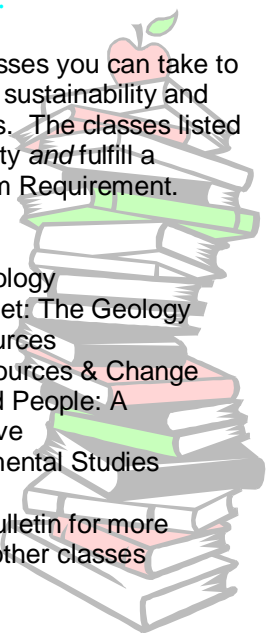 sses you can take to
sustainability and
s. The classes listed
ty and fulfill a
m Requirement.
ology
et: The Geology
urces
ources & Change
d People: A
ve
mental Studies
ulletin for more
other classes